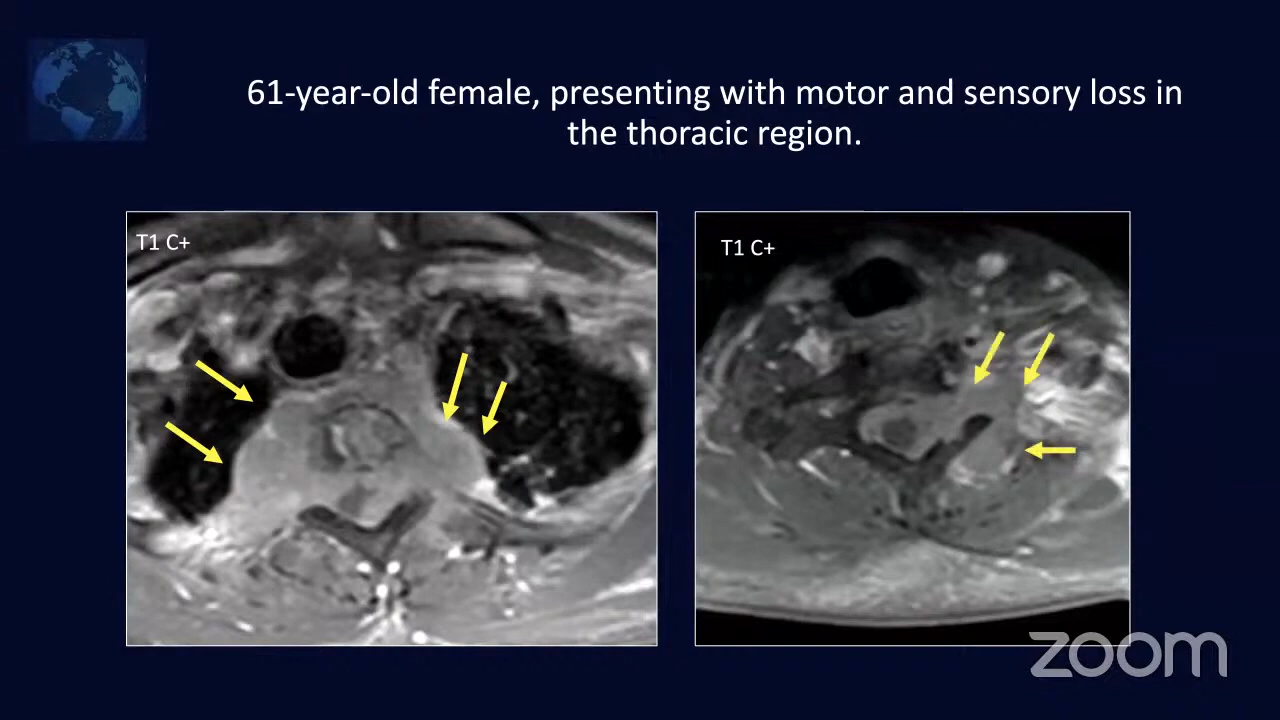 61-year-old female, presenting with motor and sensory loss in
the thoracic region.
T1 C+
T1 C+
zoom